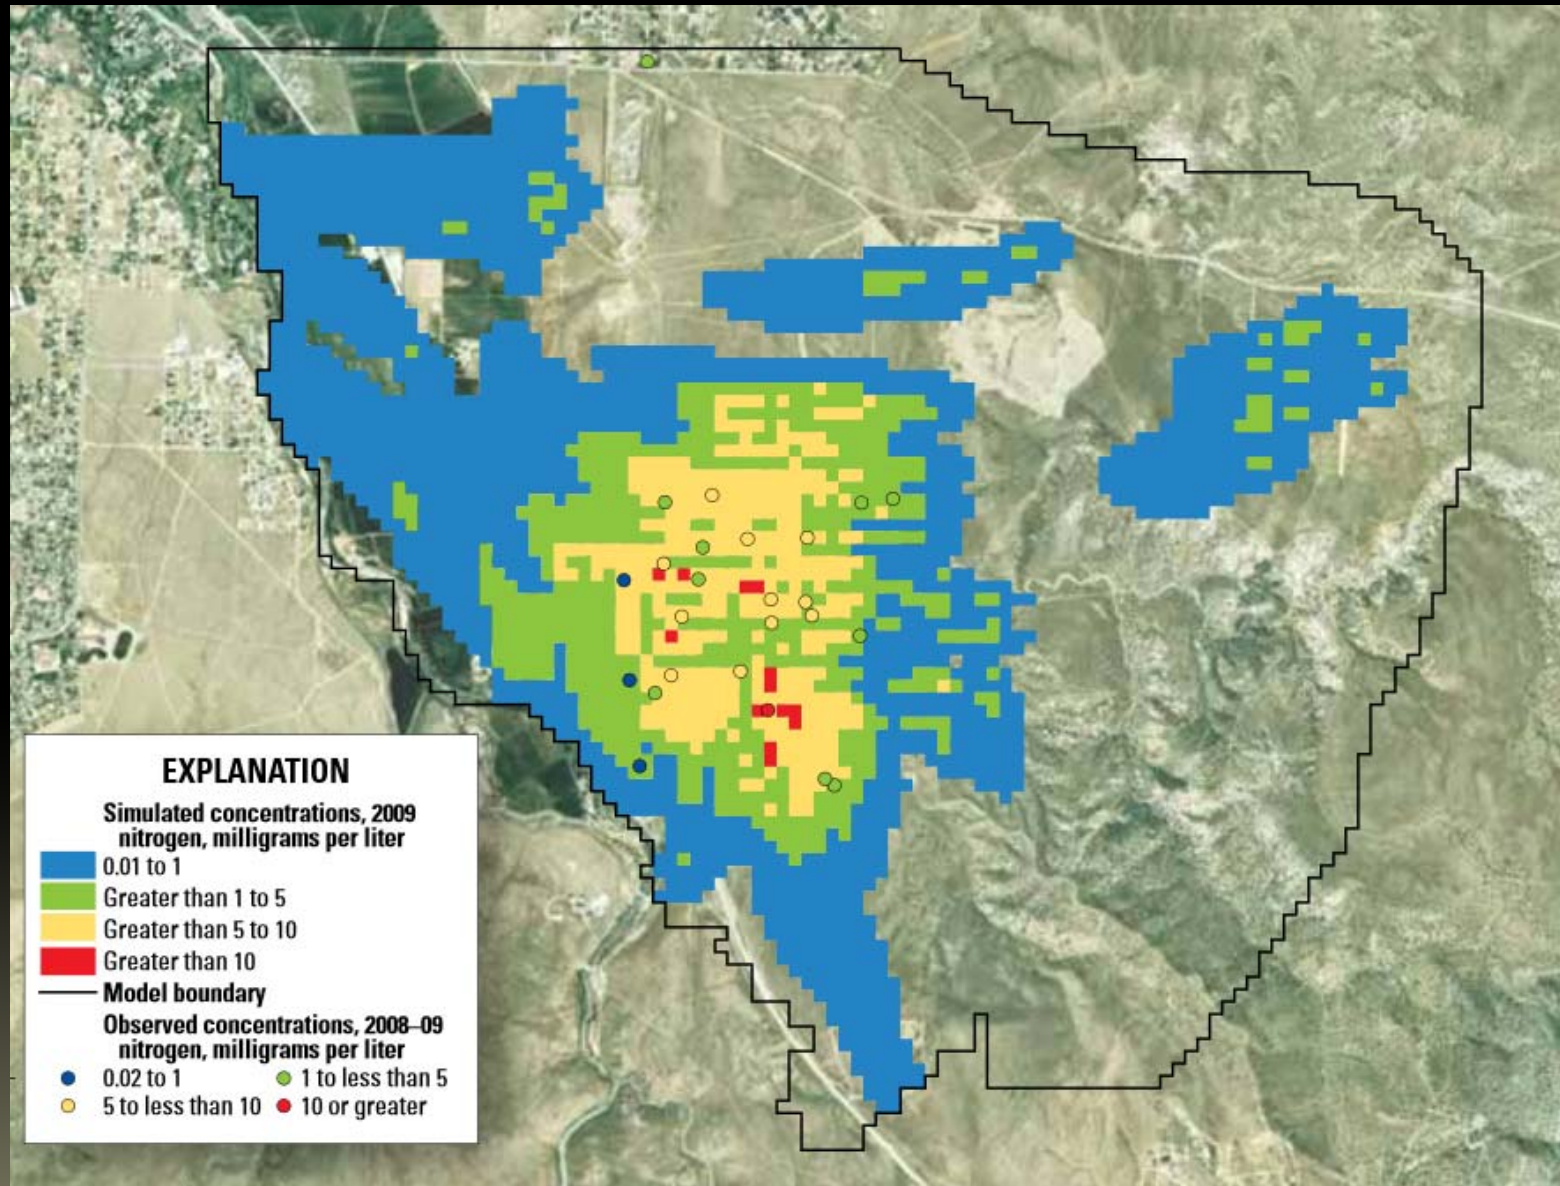 EXPLANATION
Simulated concentrations, 2009
nitrogen, milligrams per liter
0.01 to 1
Greater than 1 to 5
Greater than 5 to 10
Greater than 10
Model boundary
Observed concentrations, 2008–09
nitrogen, milligrams per liter
0.02 to 1
1 to less than 5
5 to less than 10
10 or greater